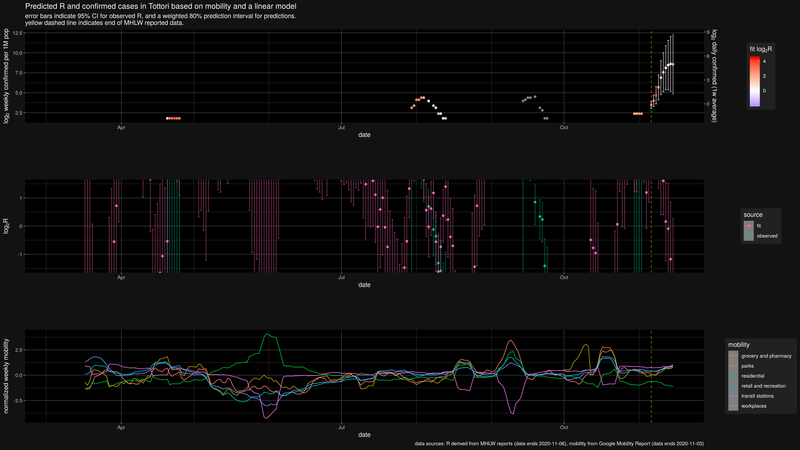 Predicted R and confirmed cases in Tottori based on mobility and a linear model
error bars indicate 95% CI for observed R, and a weighted 80% prediction interval for predictions.
yellow dashed line indicates end of MHLW reported data.
log₂ weekly confirmed per 1M pop
12.5
10.0
7.5
5.0
2.5
9
6
3
0
log₂ daily confirmed (1w average)
Apr
Jul
Oct
date
fit log₂R
4
2
0
log₂R
1
0
-1
Apr
Jul
Oct
date
source
fit
observed
normalised weekly mobility
2.5
0.0
-2.5
Apr
Jul
Oct
date
mobility
grocery and pharmacy
parks
residential
retail and recreation
transit stations
workplaces
data sources: R derived from MHLW reports (data ends 2020-11-06), mobility from Google Mobility Report (data ends 2020-11-03)